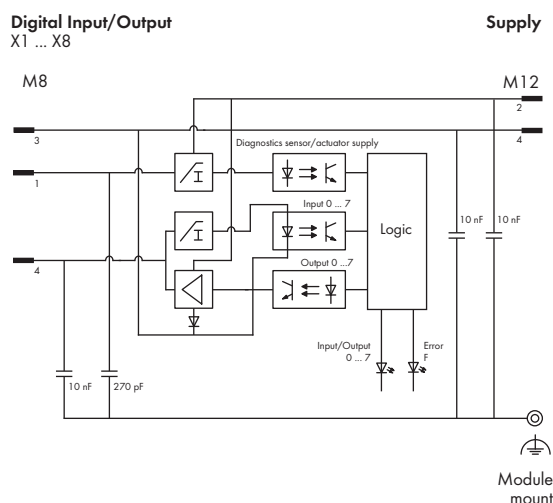 Digital Input/Output
X1 ... X8
Supply
M8
M12
2
3
4
Diagnostics sensor/actuator supply
1
Input 0 ... 7
Logic
10 nF
10 nF
4
Output 0 ...7
Input/Output
0 ... 7
Error
F
10 nF
270 pF
Module
mount